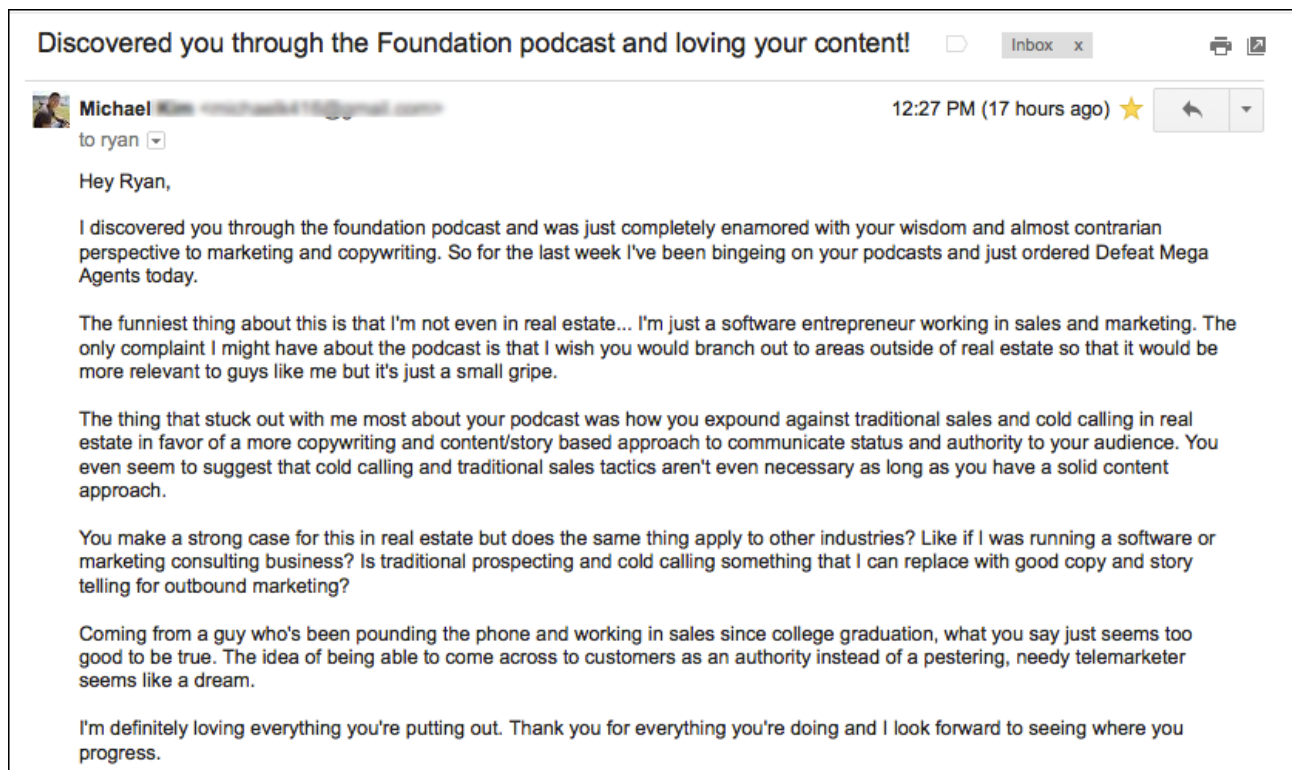 Discovered you through the Foundation podcast and loving your content!
Inbox x
Michael
12:27 PM (17 hours ago)
to ryan
Hey Ryan,
I discovered you through the foundation podcast and was just completely enamored with your wisdom and almost contrarian
perspective to marketing and copywriting. So for the last week I've been bingeing on your podcasts and just ordered Defeat Mega
Agents today.
The funniest thing about this is that I'm not even in real estate... I'm just a software entrepreneur working in sales and marketing. The
only complaint I might have about the podcast is that I wish you would branch out to areas outside of real estate so that it would be
more relevant to guys like me but it's just a small gripe.
The thing that stuck out with me most about your podcast was how you expound against traditional sales and cold calling in real
estate in favor of a more copywriting and content/story based approach to communicate status and authority to your audience. You
even seem to suggest that cold calling and traditional sales tactics aren't even necessary as long as you have a solid content
approach.
You make a strong case for this in real estate but does the same thing apply to other industries? Like if I was running a software or
marketing consulting business? Is traditional prospecting and cold calling something that I can replace with good copy and story
telling for outbound marketing?
Coming from a guy who's been pounding the phone and working in sales since college graduation, what you say just seems too
good to be true. The idea of being able to come across to customers as an authority instead of a pestering, needy telemarketer
seems like a dream.
I'm definitely loving everything you're putting out. Thank you for everything you're doing and I look forward to seeing where you
progress.